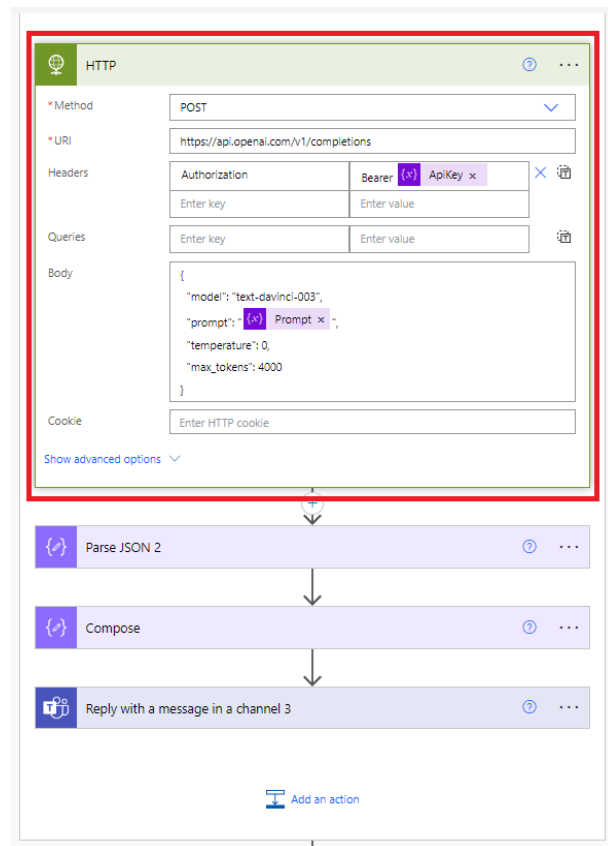 HTTP
*Method
POST
*URI
https://api.openai.com/v1/completions
Headers
Authorization
Bearer {x} ApiKey ×
Enter key
Enter value
Queries
Enter key
Enter value
Body
{
"model": "text-davinci-003",
"prompt": " {x} Prompt × ",
"temperature": 0,
"max_tokens": 4000
}
Cookie
Enter HTTP cookie
Show advanced options
Parse JSON 2
Compose
Reply with a message in a channel 3
Add an action